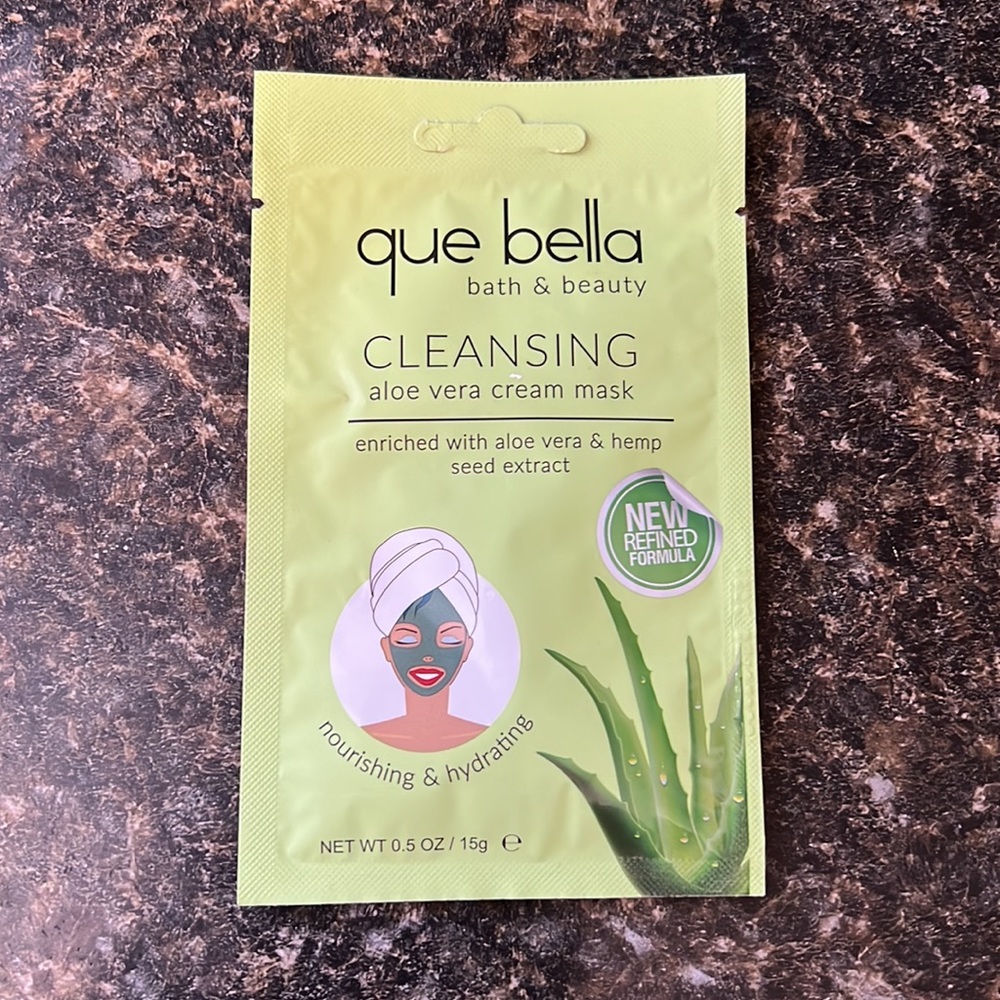 que bella
bath & beauty
CLEANSING
aloe vera cream mask
enriched with aloe vera & hemp
seed extract
NEW
REFINED
FORMULA
nourishing & hydrating
NET WT 0.5 OZ / 15g ℮